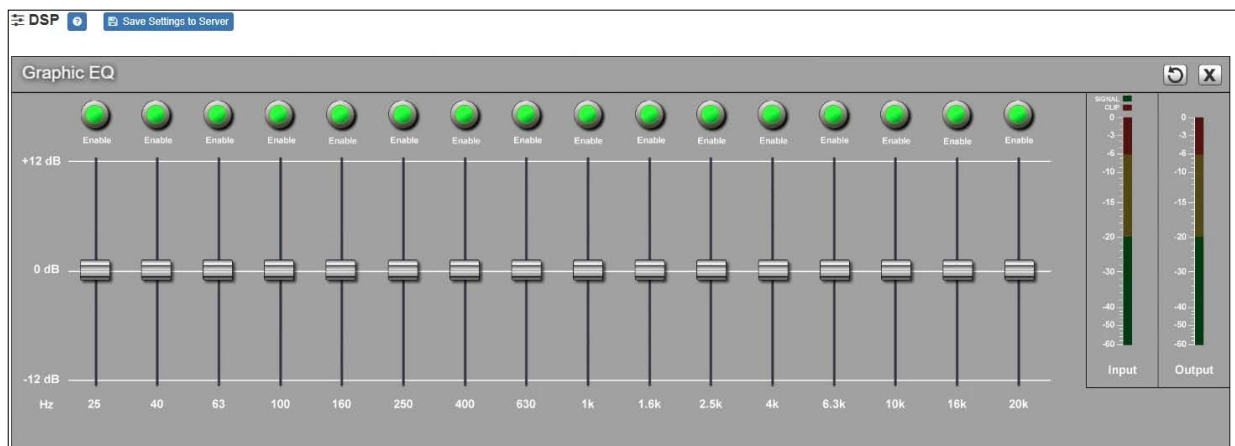 DSP ? Save Settings to Server
Graphic EQ X
Enable Enable Enable Enable Enable Enable Enable Enable Enable Enable Enable Enable Enable Enable Enable Enable
+12 dB
0 dB
-12 dB
Hz 25 40 63 100 160 250 400 630 1k 1.6k 2.5k 4k 6.3k 10k 16k 20k
SIGNAL
CLIP
0 0
-3 -3
-6 -6
-10 -10
-15 -15
-20 -20
-30 -30
-40 -40
-50 -50
-60 -60
Input Output